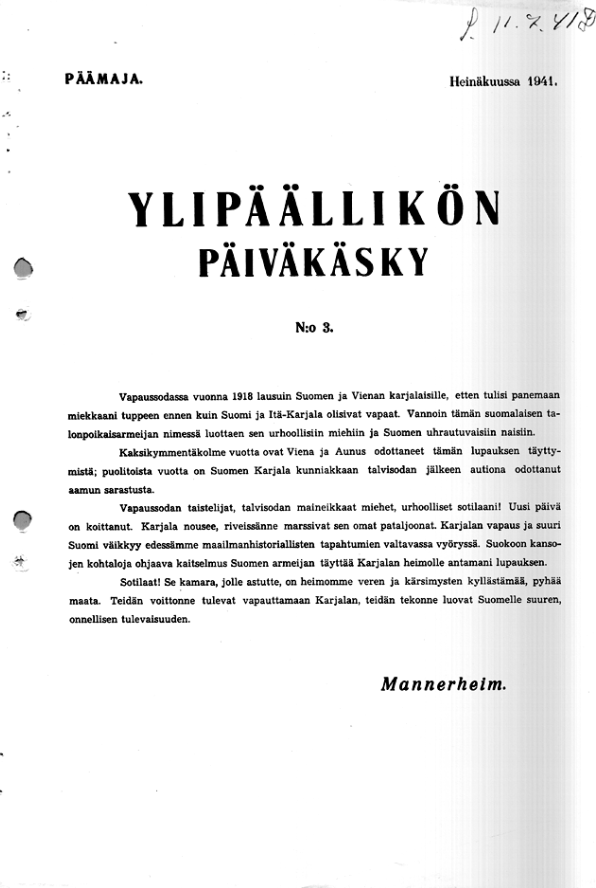 11.7.41
PÄÄMAJA. Heinäkuussa 1941.
YLIPÄÄLLIKÖN
PÄIVÄKÄSKY
N:o 3.
Vapaussodassa vuonna 1918 lausuin Suomen ja Vienan karjalaisille, etten tulisi panemaan
miekkaani tuppeen ennen kuin Suomi ja Itä-Karjala olisivat vapaat. Vannoin tämän suomalaisen ta-
lonpoikaisarmeijan nimessä luottaen sen urhoollisiin miehiin ja Suomen uhrautuvaisiin naisiin.
Kaksikymmentäkolme vuotta ovat Viena ja Aunus odottaneet tämän lupauksen täytty-
mistä; puolitoista vuotta on Suomen Karjala kunniakkaan talvisodan jälkeen autiona odottanut
aamun sarastusta.
Vapaussodan taistelijat, talvisodan maineikkaat miehet, urhoolliset sotilaani! Uusi päivä
on koittanut. Karjala nousee, riveissänne marssivat sen omat pataljoonat. Karjalan vapaus ja suuri
Suomi väikkyy edessämme maailmanhistoriallisten tapahtumien valtavassa vyöryssä. Suokoon kanso-
jen kohtaloja ohjaava kaitselmus Suomen armeijan täyttää Karjalan heimolle antamani lupauksen.
Sotilaat! Se kamara, jolle astutte, on heimomme veren ja kärsimysten kyllästämää, pyhää
maata. Teidän voittonne tulevat vapauttamaan Karjalan, teidän tekonne luovat Suomelle suuren,
onnellisen tulevaisuuden.
Mannerheim.